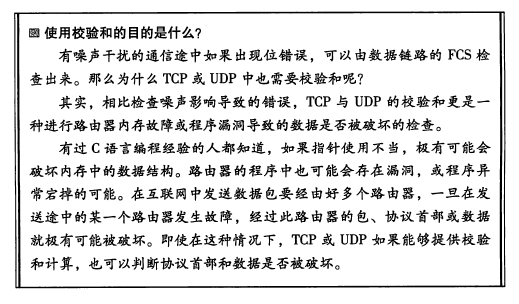 使用校验和的目的是什么?
有噪声干扰的通信途中如果出现位错误，可以由数据链路的 FCS 检
查出来。那么为什么 TCP 或 UDP 中也需要校验和呢?
其实，相比检查噪声影响导致的错误，TCP 与 UDP 的校验和更是一
种进行路由器内存故障或程序漏洞导致的数据是否被破坏的检查。
有过 C 语言编程经验的人都知道，如果指针使用不当，极有可能会
破坏内存中的数据结构。路由器的程序中也可能会存在漏洞，或程序异
常宕掉的可能。在互联网中发送数据包要经由好多个路由器，一旦在发
送途中的某一个路由器发生故障，经过此路由器的包、协议首部或数据
就极有可能被破坏。即使在这种情况下，TCP 或 UDP 如果能够提供校验
和计算，也可以判断协议首部和数据是否被破坏。